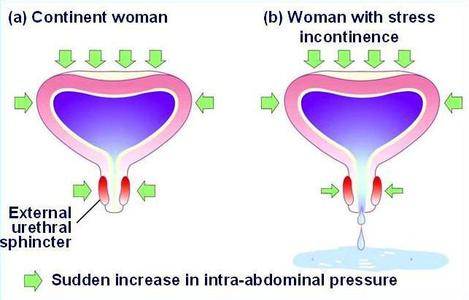 (a) Continent woman
(b) Woman with stress
incontinence
External
urethral
sphincter
Sudden increase in intra-abdominal pressure